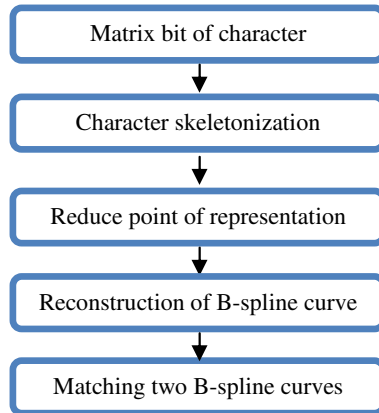 Matrix bit of character
Character skeletonization
Reduce point of representation
Reconstruction of B-spline curve
Matching two B-spline curves